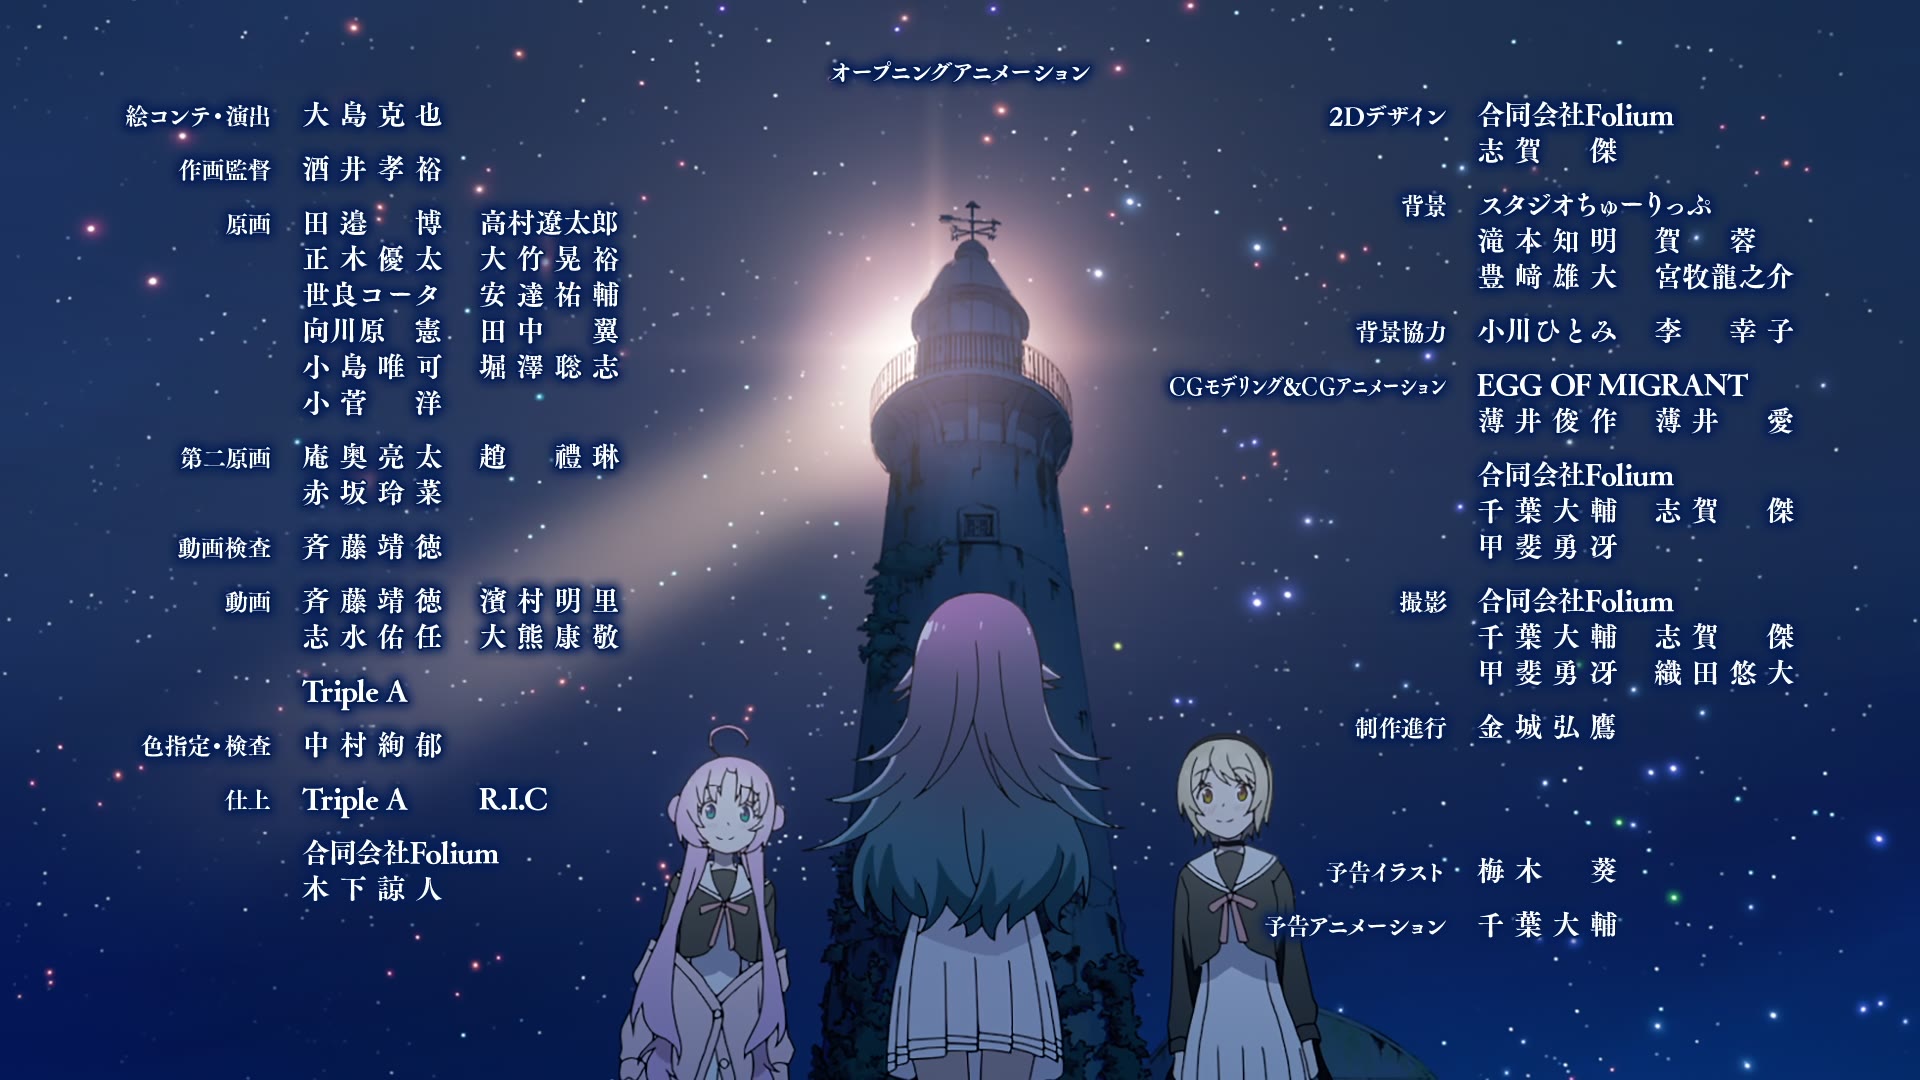 オープニングアニメーション
絵コンテ・演出 大島克也
作画監督 酒井孝裕
原画 田邉 博 高村遼太郎
正木優太 大竹晃裕
世良コータ 安達祐輔
向川原 憲 田中 翼
小島唯可 堀澤聡志
小菅 洋
第二原画 庵奥亮太 趙 禮琳
赤坂玲菜
動画検査 斉藤靖徳
動画 斉藤靖徳 濱村明里
志水佑任 大熊康敬
Triple A
色指定・検査 中村絢郁
仕上 Triple A R.I.C
合同会社Folium
木下諒人
2Dデザイン 合同会社Folium
志賀 傑
背景 スタジオちゅーりっぷ
滝本知明 賀 蓉
豊﨑雄大 宮牧龍之介
背景協力 小川ひとみ 李 幸子
CGモデリング&CGアニメーション EGG OF MIGRANT
薄井俊作 薄井 愛
合同会社Folium
千葉大輔 志賀 傑
甲斐勇冴
撮影 合同会社Folium
千葉大輔 志賀 傑
甲斐勇冴 織田悠大
制作進行 金城弘鷹
予告イラスト 梅木 葵
予告アニメーション 千葉大輔